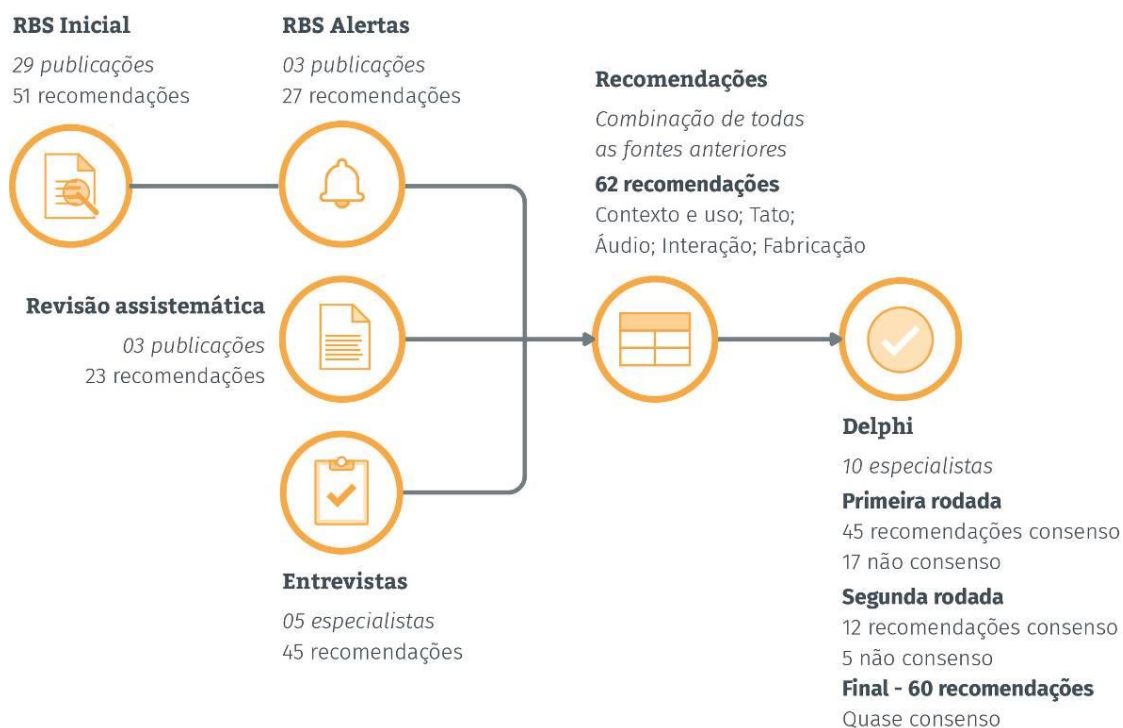 RBS Inicial
29 publicações
51 recomendações
RBS Alertas
03 publicações
27 recomendações
Recomendações
Combinação de todas
as fontes anteriores
62 recomendações
Contexto e uso; Tato;
Áudio; Interação; Fabricação
Revisão assistemática
03 publicações
23 recomendações
Entrevistas
05 especialistas
45 recomendações
Delphi
10 especialistas
Primeira rodada
45 recomendações consenso
17 não consenso
Segunda rodada
12 recomendações consenso
5 não consenso
Final - 60 recomendações
Quase consenso